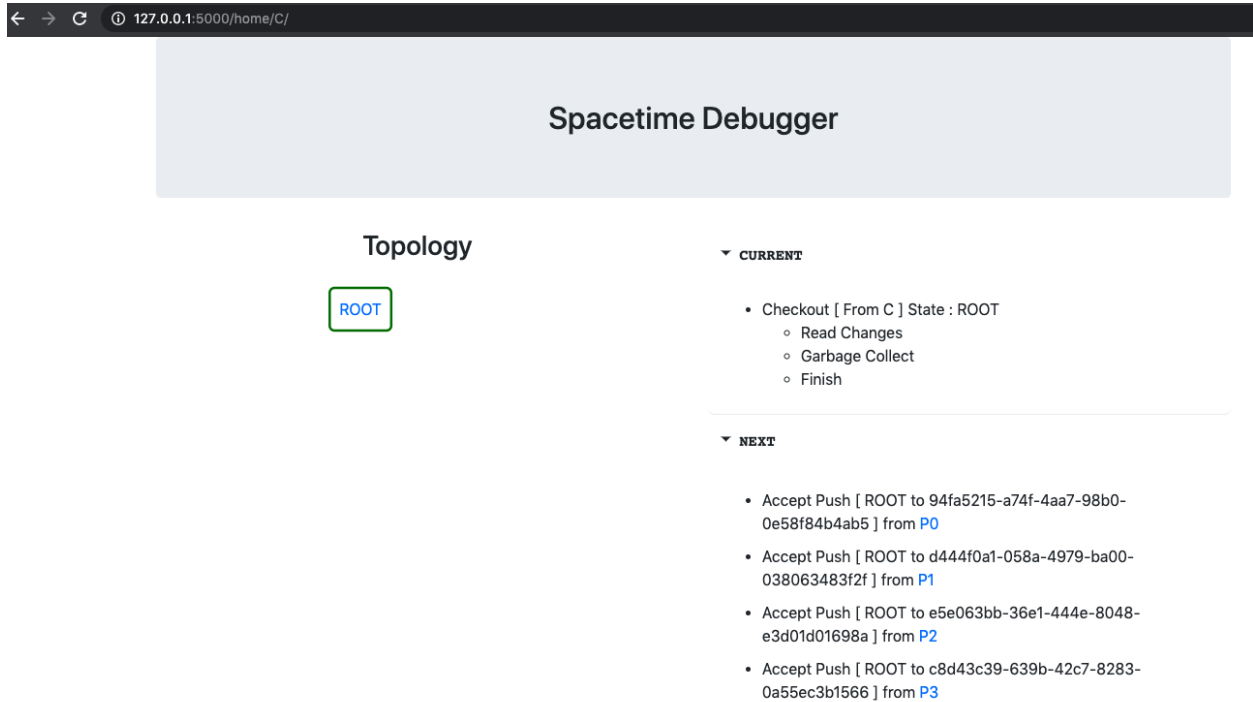 127.0.0.1:5000/home/C/
Spacetime Debugger
Topology
ROOT
CURRENT
Checkout [ From C ] State : ROOT
Read Changes
Garbage Collect
Finish
NEXT
Accept Push [ ROOT to 94fa5215-a74f-4aa7-98b0-
0e58f84b4ab5 ] from P0
Accept Push [ ROOT to d444f0a1-058a-4979-ba00-
038063483f2f ] from P1
Accept Push [ ROOT to e5e063bb-36e1-444e-8048-
e3d01d01698a ] from P2
Accept Push [ ROOT to c8d43c39-639b-42c7-8283-
0a55ec3b1566 ] from P3